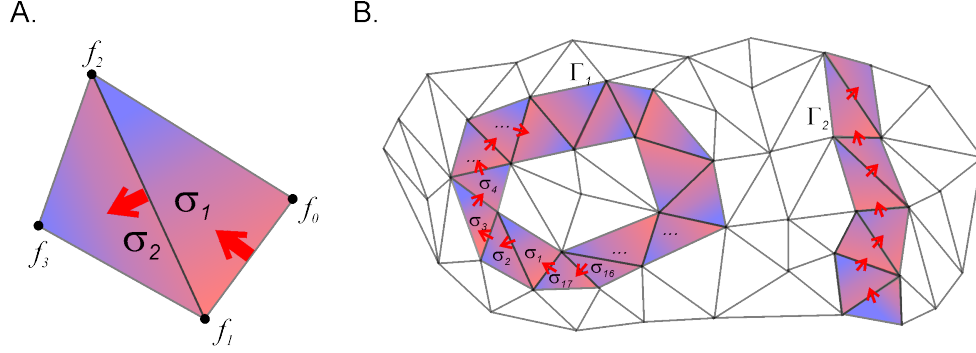 A.
B.
f₂
σ₁
f₀
σ₂
f₃
f₁
Γ₁
Γ₂
...
...
σ₄
σ₃
σ₂
σ₁
σ₁₇
σ₁₆
...
...